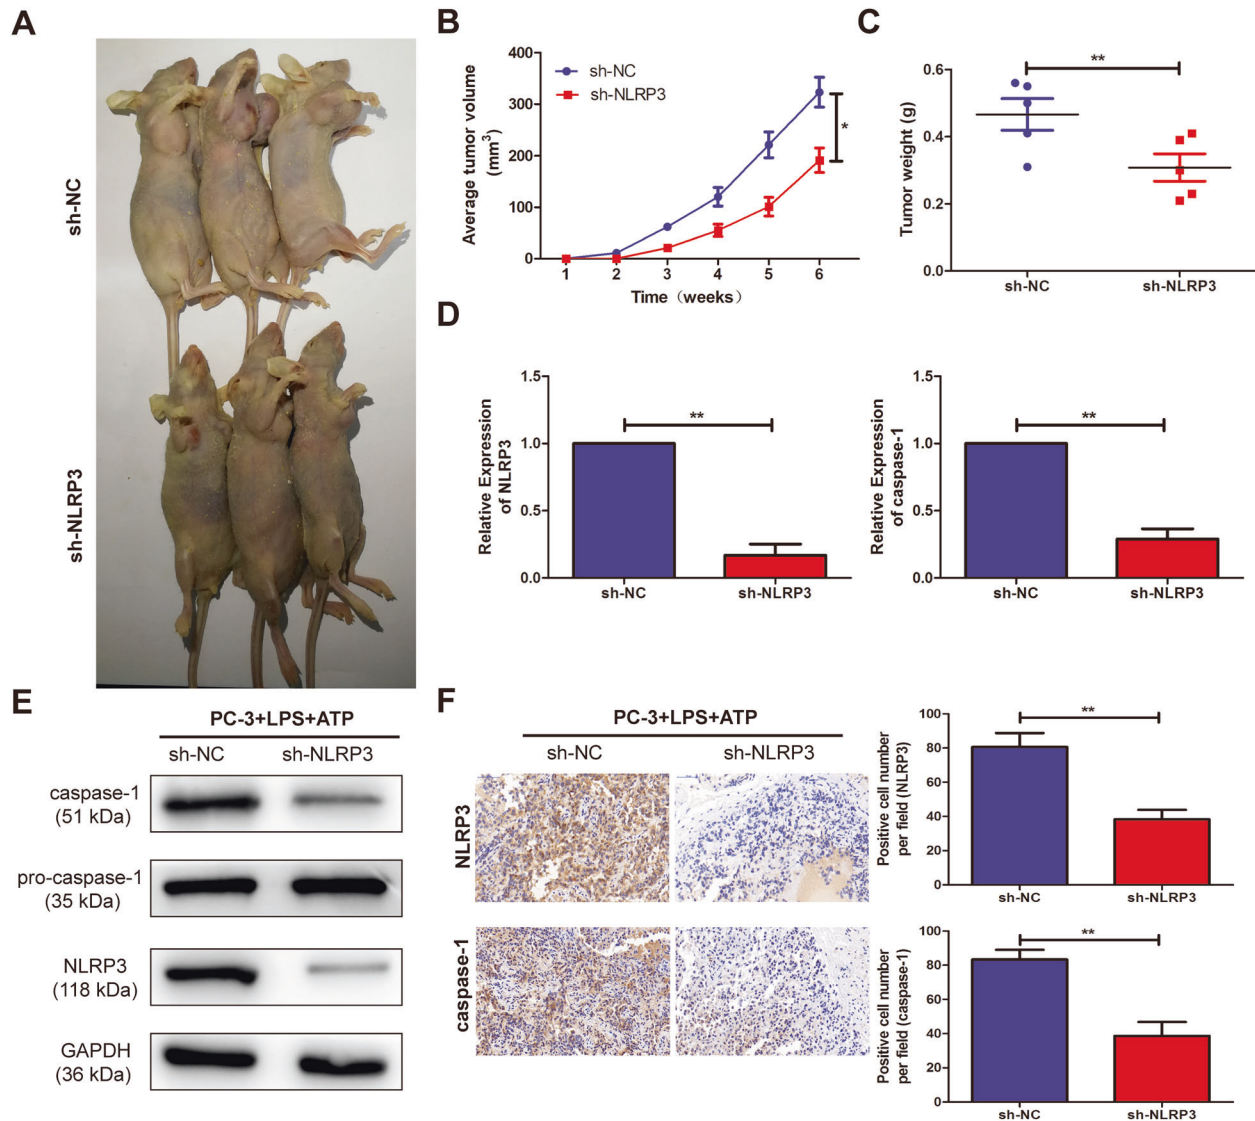 A
sh-NC
sh-NLRP3
B
400
300
200
100
0
Average tumor volume
(mm3)
sh-NC
sh-NLRP3
*
1 2 3 4 5 6
Time（weeks）
C
**
0.6
0.4
0.2
0.0
Tumor weight (g)
sh-NC sh-NLRP3
D
1.5
1.0
0.5
0.0
Relative Expression
of NLRP3
**
sh-NC sh-NLRP3
1.5
1.0
0.5
0.0
Relative Expression
of caspase-1
**
sh-NC sh-NLRP3
E
PC-3+LPS+ATP
sh-NC sh-NLRP3
caspase-1
(51 kDa)
pro-caspase-1
(35 kDa)
NLRP3
(118 kDa)
GAPDH
(36 kDa)
F
PC-3+LPS+ATP
sh-NC sh-NLRP3
NLRP3
caspase-1
100
80
60
40
20
0
Positive cell number
per field (NLRP3)
**
sh-NC sh-NLRP3
100
80
60
40
20
0
Positive cell number
per field (caspase-1)
**
sh-NC sh-NLRP3